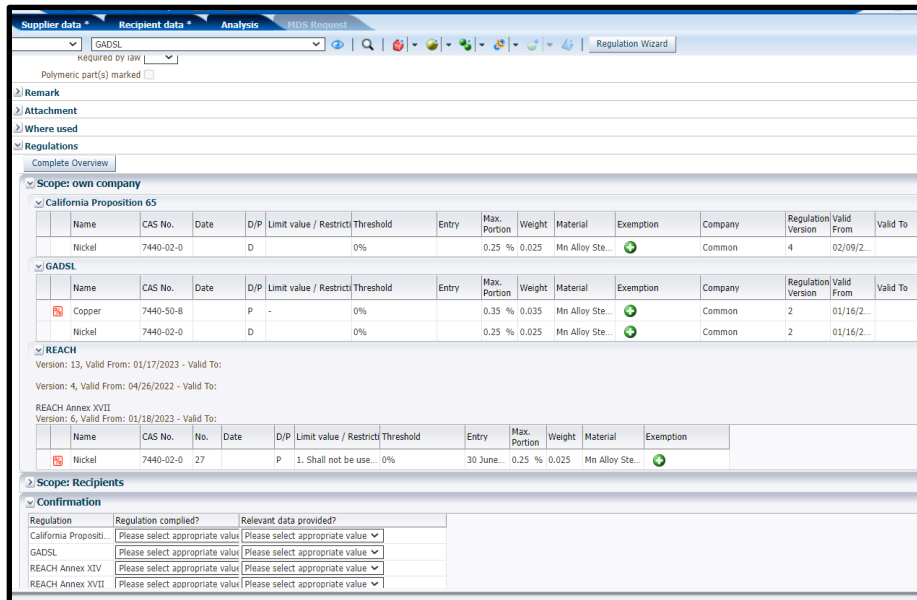 Supplier data * Recipient data * Analysis MDS Request
GADSL Regulation Wizard
Required by law
Polymeric part(s) marked
Remark
Attachment
Where used
Regulations
Complete Overview
Scope: own company
California Proposition 65
Name CAS No. Date D/P Limit value / Restricti Threshold Entry Max. Portion Weight Material Exemption Company Regulation Version Valid From Valid To
Nickel 7440-02-0 D 0% 0.25 % 0.025 Mn Alloy Ste... Common 4 02/09/2...
GADSL
Name CAS No. Date D/P Limit value / Restricti Threshold Entry Max. Portion Weight Material Exemption Company Regulation Version Valid From Valid To
Copper 7440-50-8 P - 0% 0.35 % 0.035 Mn Alloy Ste... Common 2 01/16/2...
Nickel 7440-02-0 D 0% 0.25 % 0.025 Mn Alloy Ste... Common 2 01/16/2...
REACH
Version: 13, Valid From: 01/17/2023 - Valid To:
Version: 4, Valid From: 04/26/2022 - Valid To:
REACH Annex XVII
Version: 6, Valid From: 01/18/2023 - Valid To:
Name CAS No. No. Date D/P Limit value / Restricti Threshold Entry Max. Portion Weight Material Exemption
Nickel 7440-02-0 27 P 1. Shall not be use... 0% 30 June... 0.25 % 0.025 Mn Alloy Ste...
Scope: Recipients
Confirmation
Regulation Regulation complied? Relevant data provided?
California Propositi... Please select appropriate value Please select appropriate value
GADSL Please select appropriate value Please select appropriate value
REACH Annex XIV Please select appropriate value Please select appropriate value
REACH Annex XVII Please select appropriate value Please select appropriate value